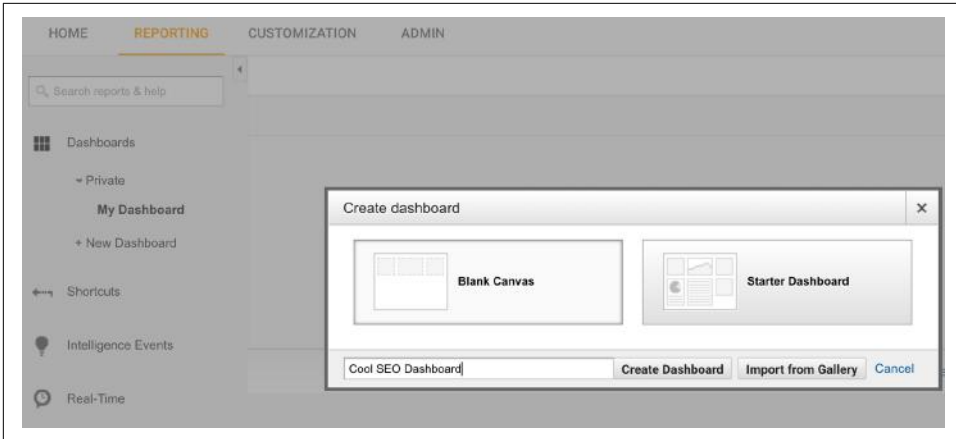 HOME REPORTING CUSTOMIZATION ADMIN
Search reports & help
Dashboards
Private
My Dashboard
+ New Dashboard
Shortcuts
Intelligence Events
Real-Time
Create dashboard
Blank Canvas
Starter Dashboard
Cool SEO Dashboard
Create Dashboard
Import from Gallery
Cancel